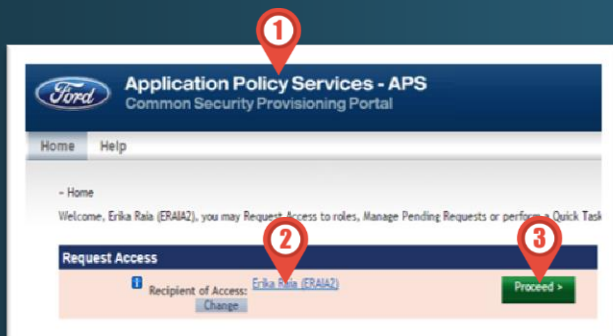 1
Ford
Application Policy Services - APS
Common Security Provisioning Portal
Home Help
- Home
Welcome, Erika Raia (ERAIA2), you may Request Access to roles, Manage Pending Requests or perform a Quick Task
2
3
Request Access
i
Recipient of Access: Erika Raia (ERAIA2)
Proceed >
Change